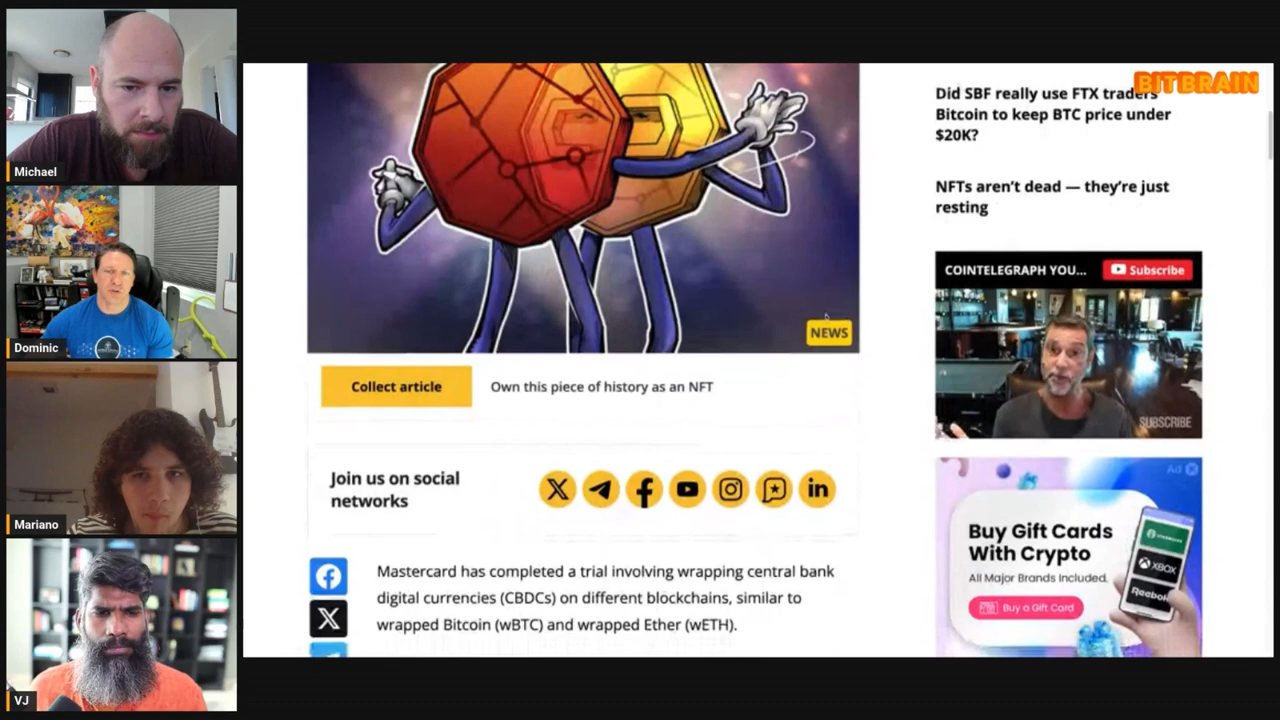 Michael
Dominic
Mariano
VJ
BITBRAIN
NEWS
Collect article
Own this piece of history as an NFT
Join us on social
networks
in
Mastercard has completed a trial involving wrapping central bank
digital currencies (CBDCs) on different blockchains, similar to
wrapped Bitcoin (wBTC) and wrapped Ether (wETH).
Did SBF really use FTX traders’
Bitcoin to keep BTC price under
$20K?
NFTs aren’t dead — they’re just
resting
COINTELEGRAPH YOU...
Subscribe
SUBSCRIBE
Ad
Buy Gift Cards
With Crypto
All Major Brands Included.
Buy a Gift Card
XBOX
Reebok